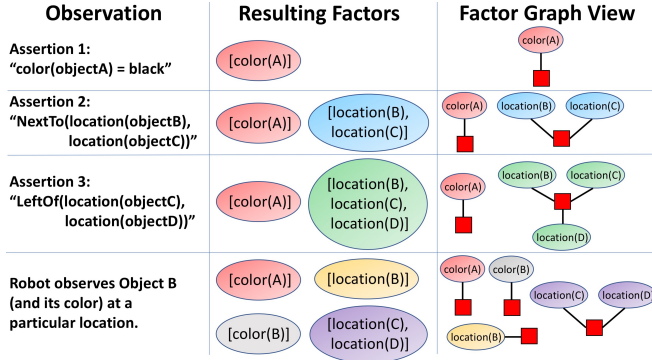 Observation
Resulting Factors
Factor Graph View
Assertion 1:
“color(objectA) = black”
[color(A)]
color(A)
Assertion 2:
“NextTo(location(objectB),
location(objectC))”
[color(A)]
[location(B),
location(C)]
color(A)
location(B)
location(C)
Assertion 3:
“LeftOf(location(objectC),
location(objectD))”
[color(A)]
[location(B),
location(C),
location(D)]
color(A)
location(B)
location(C)
location(D)
Robot observes Object B
(and its color) at a
particular location.
[color(A)]
[location(B)]
[color(B)]
[location(C),
location(D)]
color(A)
color(B)
location(C)
location(D
location(B)